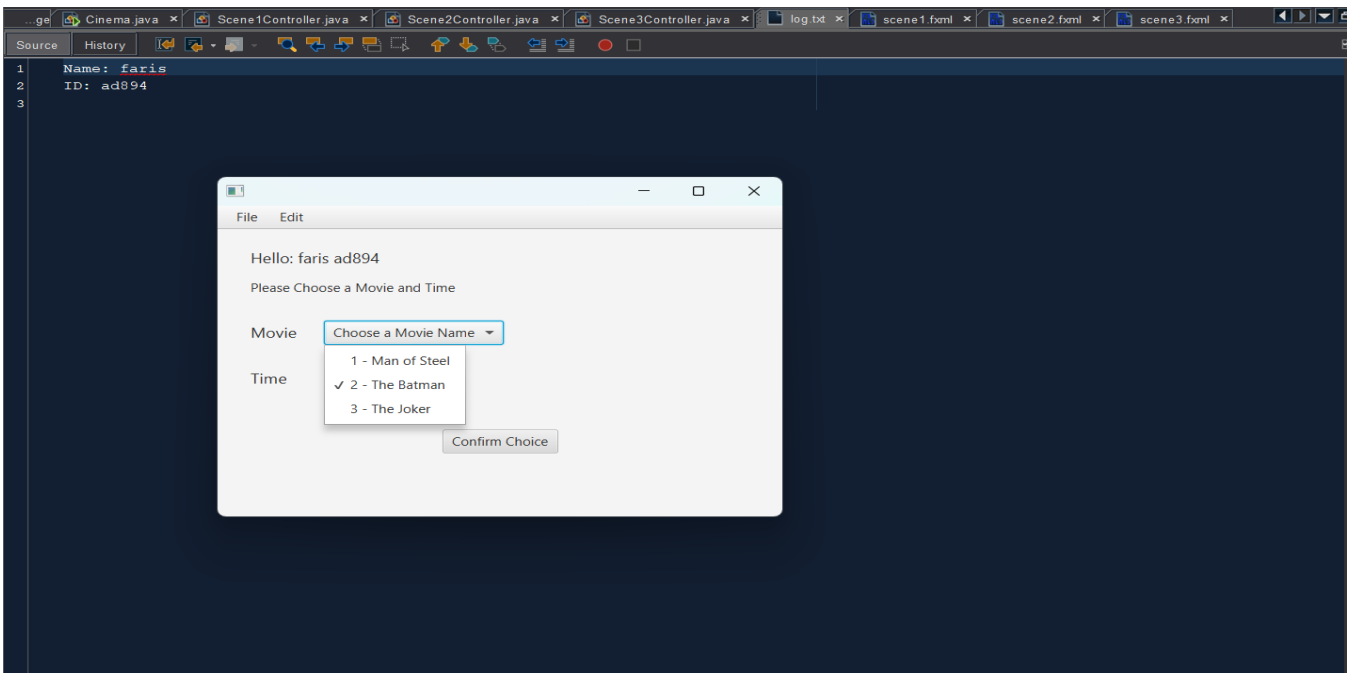 ...ge Cinema.java × Scene1Controller.java × Scene2Controller.java × Scene3Controller.java × log.txt × scene1.fxml × scene2.fxml × scene3.fxml ×
Source History
1 Name: faris
2 ID: ad894
3
File Edit
Hello: faris ad894
Please Choose a Movie and Time
Movie Choose a Movie Name
1 - Man of Steel
Time
✓ 2 - The Batman
3 - The Joker
Confirm Choice